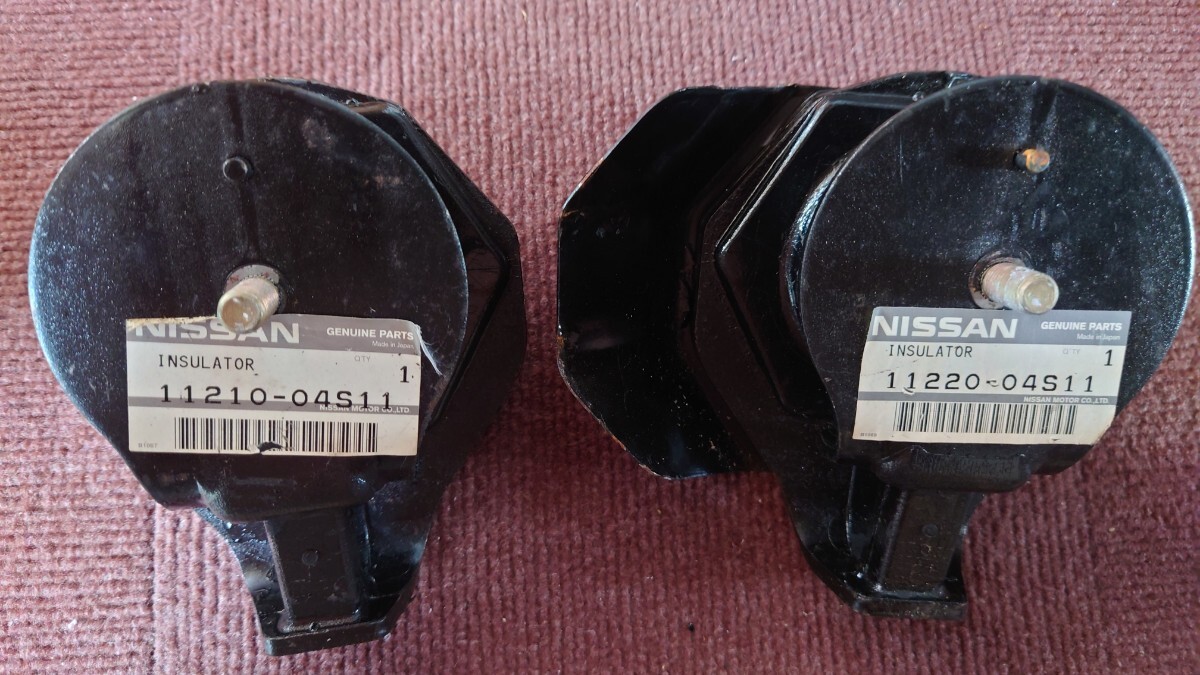 NISSAN GENUINE PARTS
Made in Japan
INSULATOR QTY 1
11210-04S11
NISSAN MOTOR CO.,LTD.
NISSAN GENUINE PARTS
Made in Japan
INSULATOR QTY 1
11220-04S11
NISSAN MOTOR CO.,LTD.